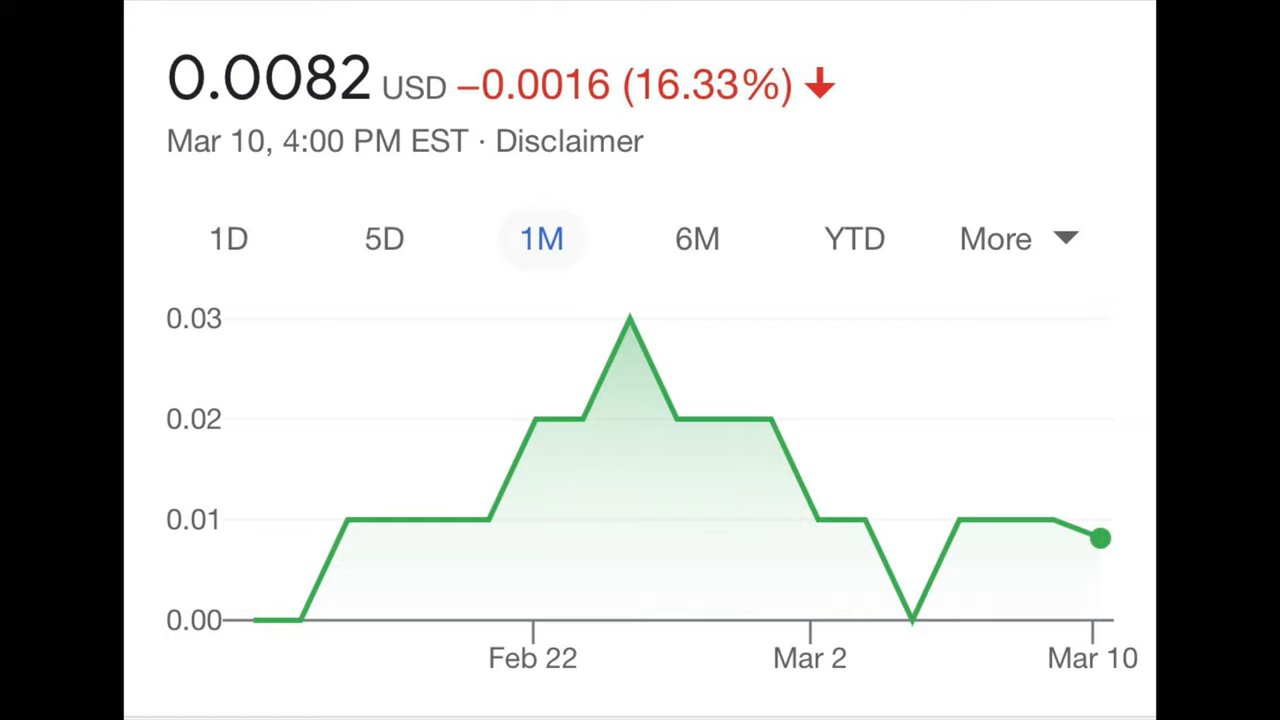 0.0082 USD −0.0016 (16.33%)
Mar 10, 4:00 PM EST · Disclaimer
1D 5D 1M 6M YTD More
0.03
0.02
0.01
0.00
Feb 22 Mar 2 Mar 10